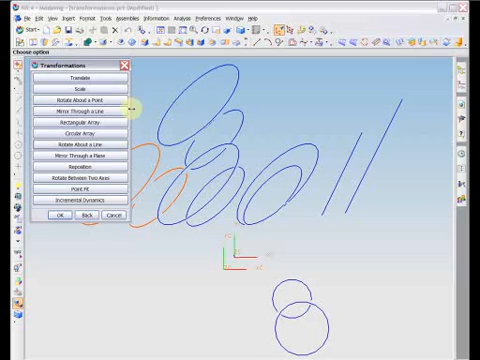 NX 4 - Modeling - [Transformations.prt (Modified)]
File Edit View Insert Format Tools Assemblies Information Analysis Preferences Window Help
Start
Choose option
Transformations
Translate
Scale
Rotate About a Point
Mirror Through a Line
Rectangular Array
Circular Array
Rotate About a Line
Mirror Through a Plane
Reposition
Rotate Between Two Axes
Point Fit
Incremental Dynamics
OK Back Cancel